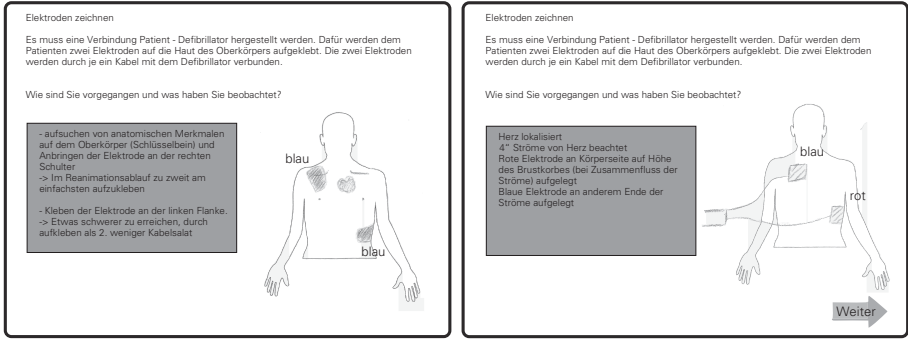 Elektroden zeichnen
Es muss eine Verbindung Patient - Defibrillator hergestellt werden. Dafür werden dem
Patienten zwei Elektroden auf die Haut des Oberkörpers aufgeklebt. Die zwei Elektroden
werden durch je ein Kabel mit dem Defibrillator verbunden.
Wie sind Sie vorgegangen und was haben Sie beobachtet?
- aufsuchen von anatomischen Merkmalen
auf dem Oberkörper (Schlüsselbein) und
Anbringen der Elektrode an der rechten
Schulter
-> Im Reanimationsablauf zu zweit am
einfachsten aufzukleben
- Kleben der Elektrode an der linken Flanke.
-> Etwas schwerer zu erreichen, durch
aufkleben als 2. weniger Kabelsalat
blau
blau
Elektroden zeichnen
Es muss eine Verbindung Patient - Defibrillator hergestellt werden. Dafür werden dem
Patienten zwei Elektroden auf die Haut des Oberkörpers aufgeklebt. Die zwei Elektroden
werden durch je ein Kabel mit dem Defibrillator verbunden.
Wie sind Sie vorgegangen und was haben Sie beobachtet?
Herz lokalisiert
4" Ströme von Herz beachtet
Rote Elektrode an Körperseite auf Höhe
des Brustkorbes (bei Zusammenfluss der
Ströme) aufgelegt
Blaue Elektrode an anderem Ende der
Ströme aufgelegt
blau
rot
Weiter